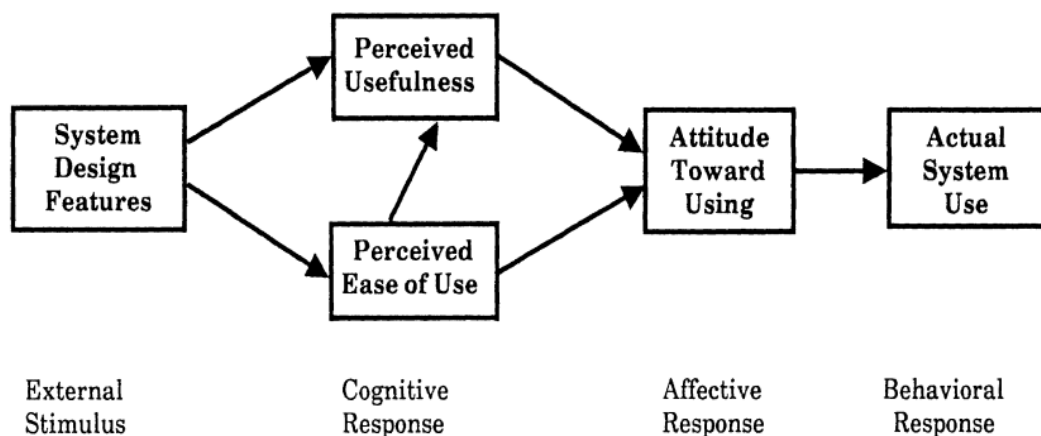 Perceived
Usefulness
System
Design
Features
Perceived
Ease of Use
Attitude
Toward
Using
Actual
System
Use
External
Stimulus
Cognitive
Response
Affective
Response
Behavioral
Response